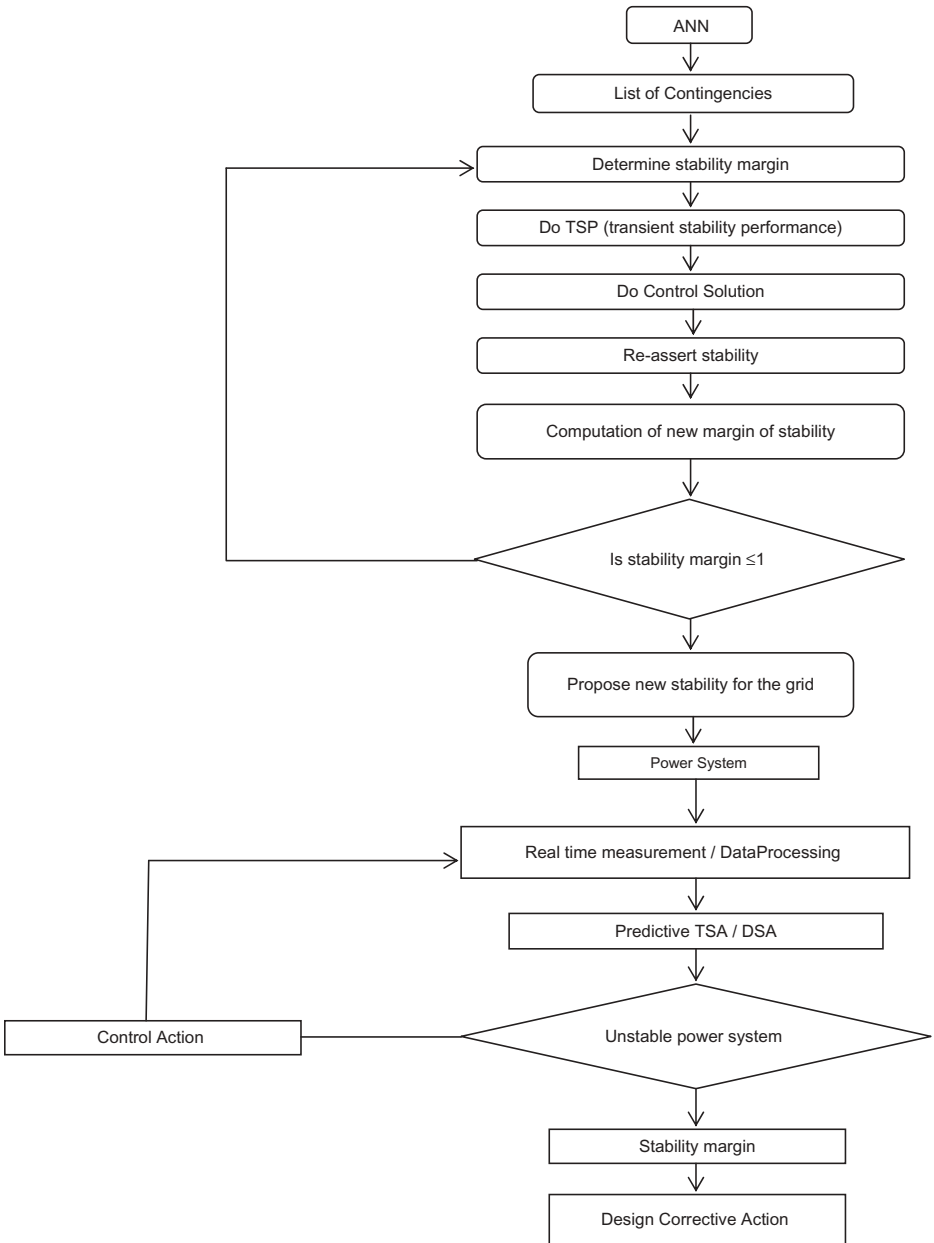 ANN
List of Contingencies
Determine stability margin
Do TSP (transient stability performance)
Do Control Solution
Re-assert stability
Computation of new margin of stability
Is stability margin ≤1
Propose new stability for the grid
Power System
Real time measurement / DataProcessing
Predictive TSA / DSA
Unstable power system
Control Action
Stability margin
Design Corrective Action